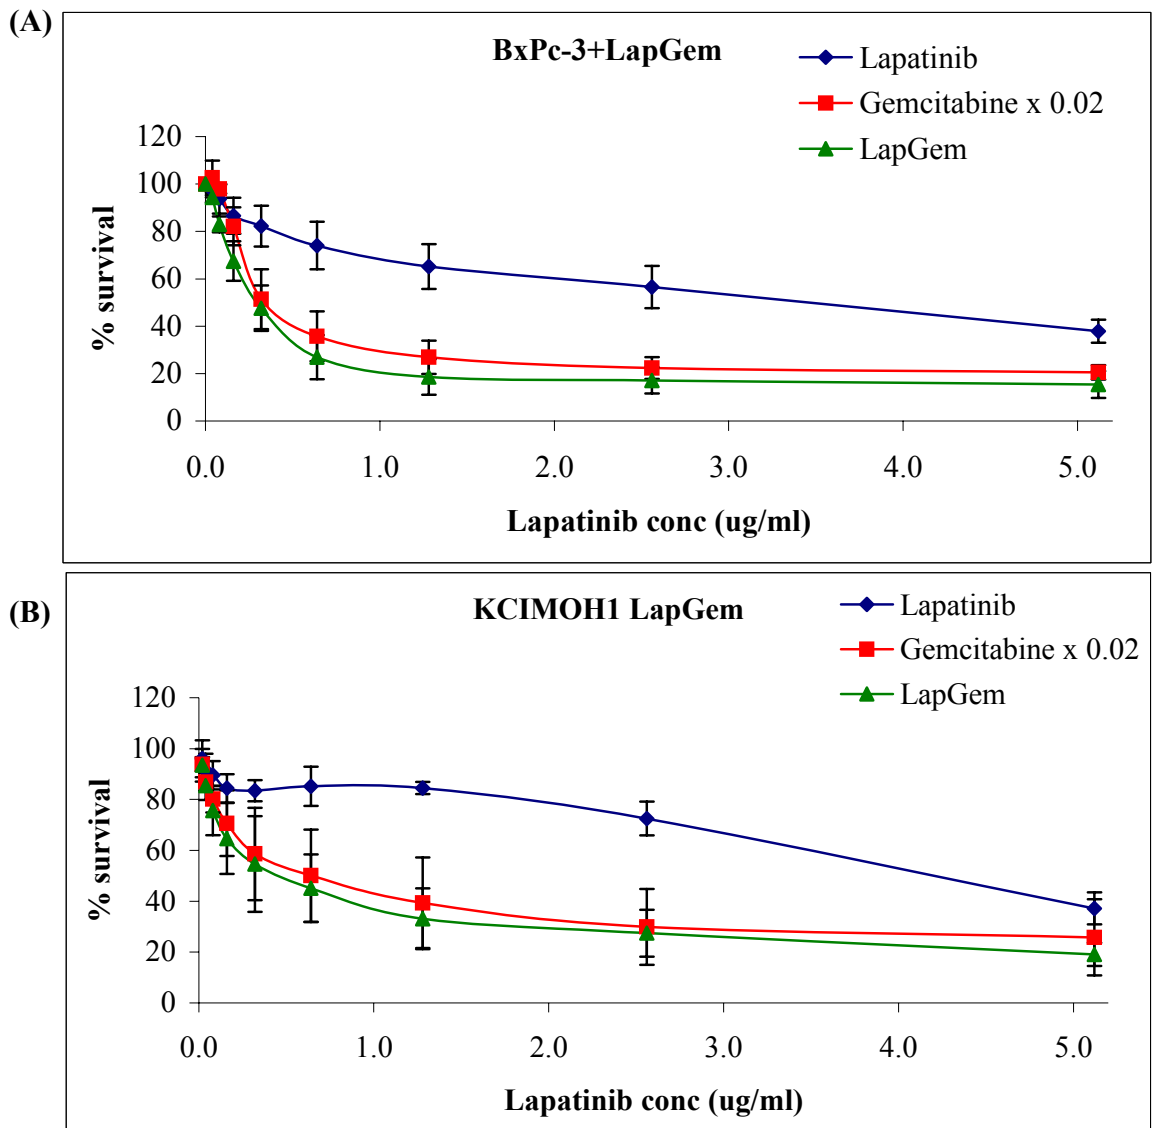 (A)
BxPc-3+LapGem
Lapatinib
Gemcitabine x 0.02
LapGem
120
100
80
60
40
20
0
% survival
0.0 1.0 2.0 3.0 4.0 5.0
Lapatinib conc (ug/ml)
(B)
KCIMOH1 LapGem
Lapatinib
Gemcitabine x 0.02
LapGem
120
100
80
60
40
20
0
% survival
0.0 1.0 2.0 3.0 4.0 5.0
Lapatinib conc (ug/ml)